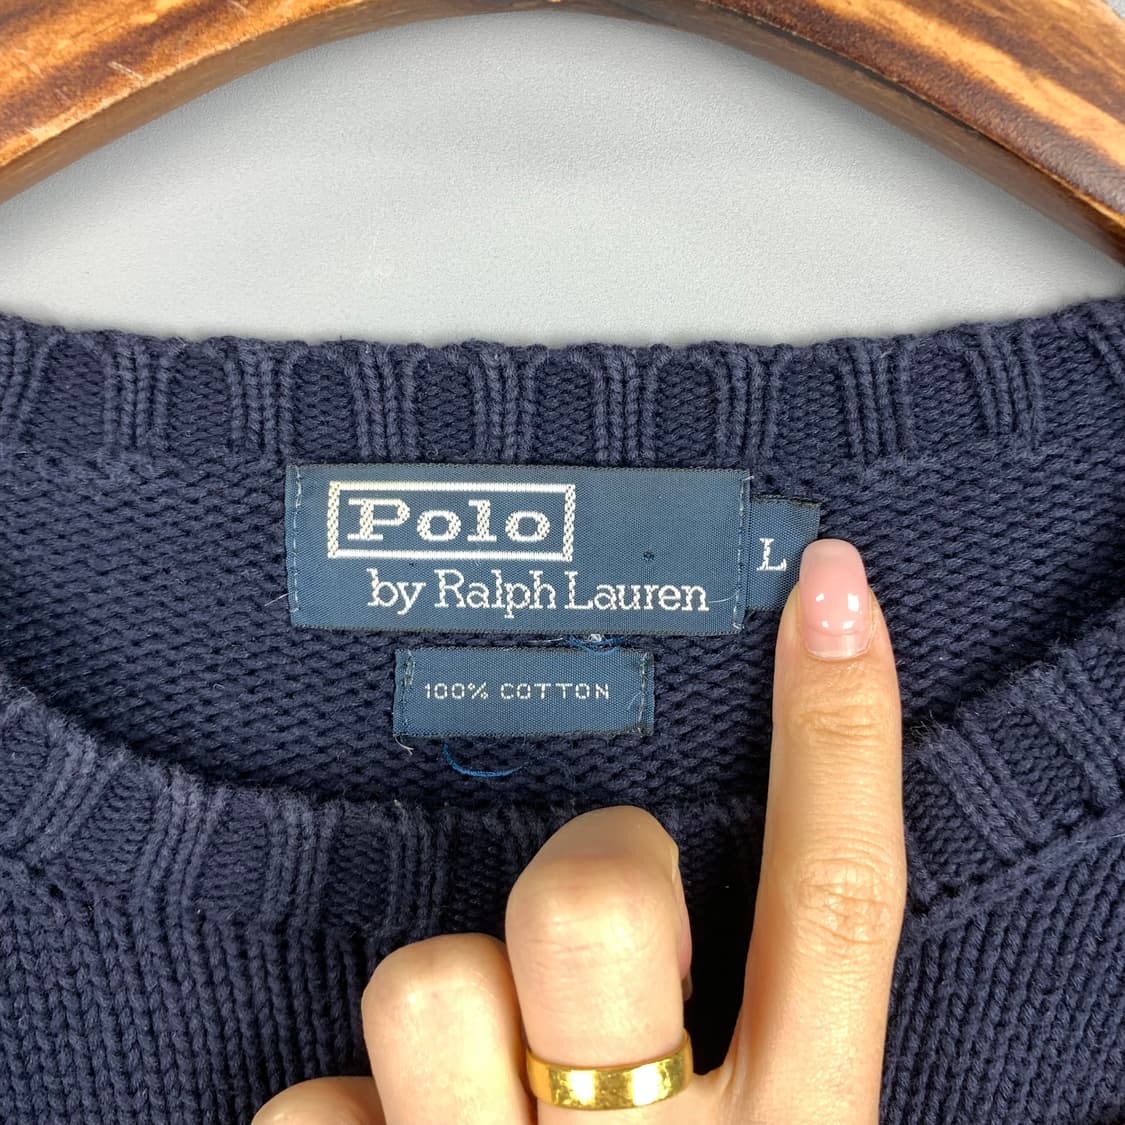 Polo
by Ralph Lauren
L
100% COTTON